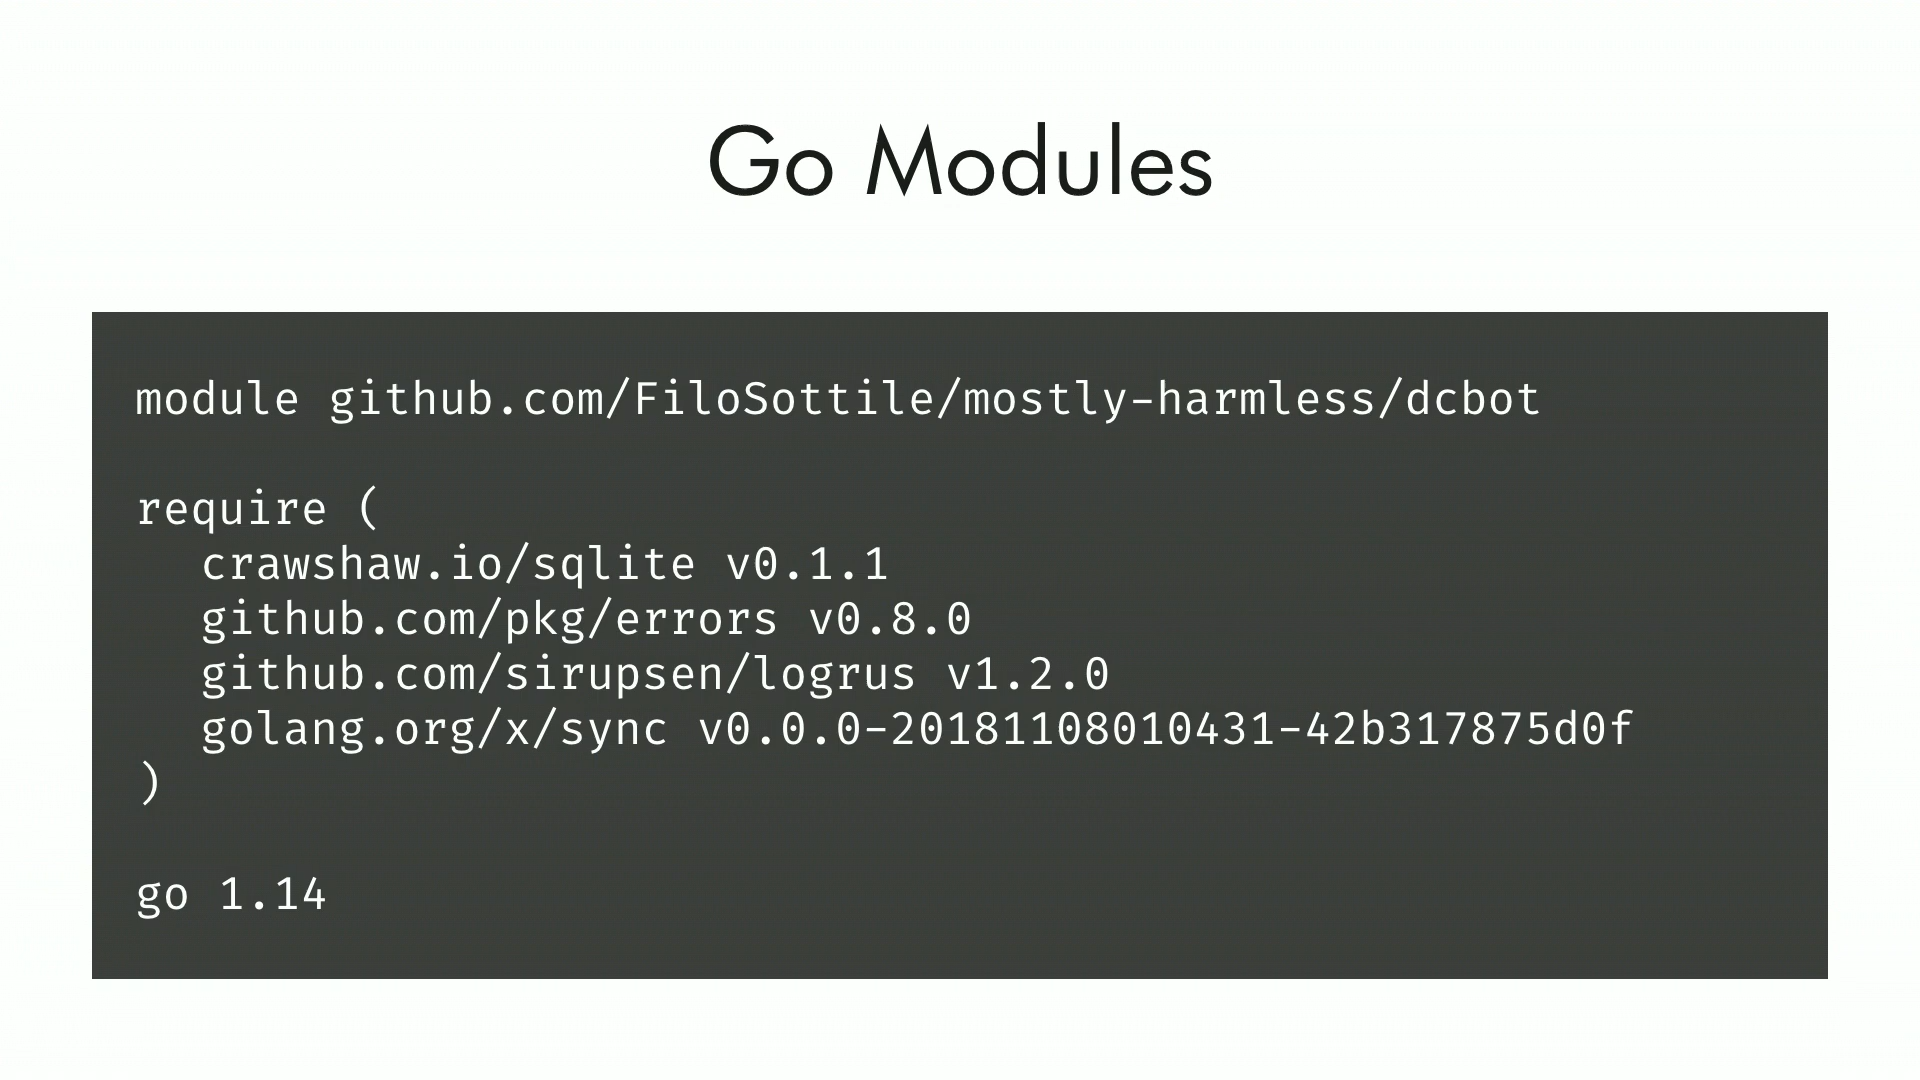 Go Modules
module github.com/FiloSottile/mostly-harmless/dcbot
require (
crawshaw.io/sqlite v0.1.1
github.com/pkg/errors v0.8.0
github.com/sirupsen/logrus v1.2.0
golang.org/x/sync v0.0.0-20181108010431-42b317875d0f
)
go 1.14